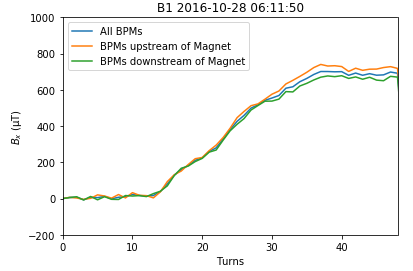 B1 2016-10-28 06:11:50
All BPMs
BPMs upstream of Magnet
BPMs downstream of Magnet
1000
800
600
400
200
0
−200
Bx (μT)
0 10 20 30 40
Turns